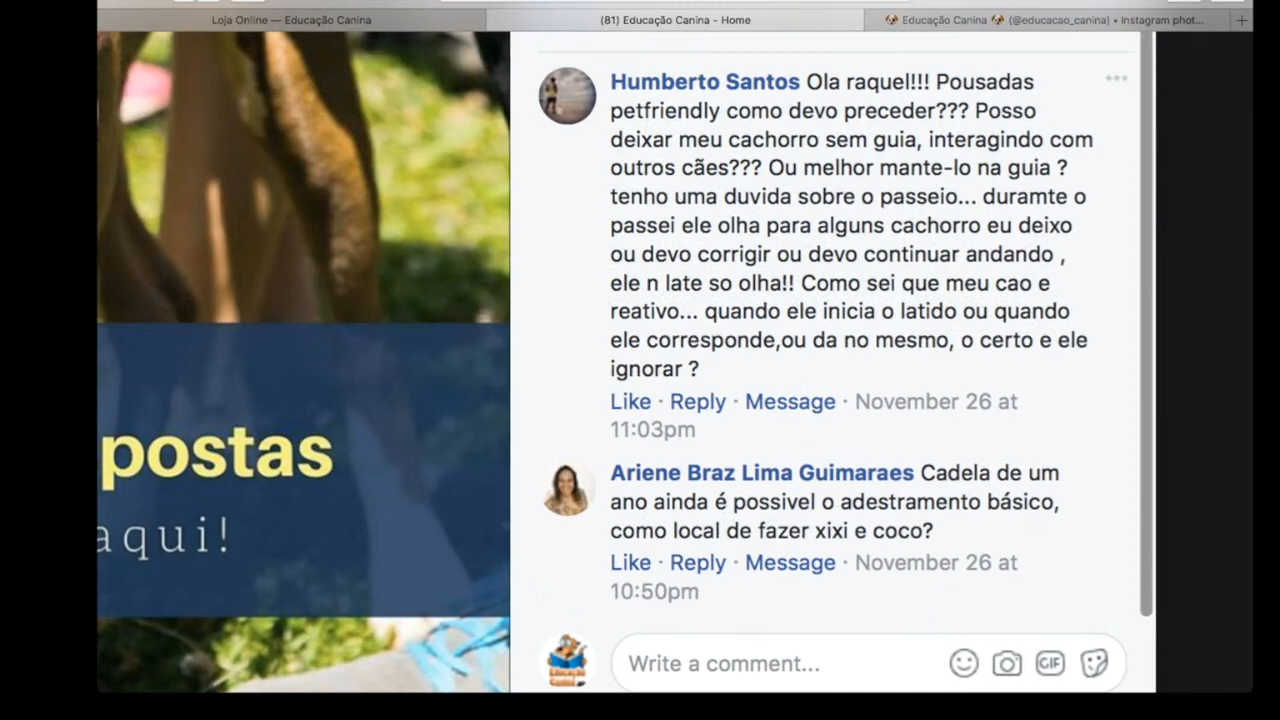 Loja Online — Educação Canina
(81) Educação Canina - Home
🐶 Educação Canina 🐶 (@educacao_canina) • Instagram phot...
Humberto Santos Ola raquel!!! Pousadas
petfriendly como devo preceder??? Posso
deixar meu cachorro sem guia, interagindo com
outros cães??? Ou melhor mante-lo na guia ?
tenho uma duvida sobre o passeio... duramte o
passei ele olha para alguns cachorro eu deixo
ou devo corrigir ou devo continuar andando ,
ele n late so olha!! Como sei que meu cao e
reativo... quando ele inicia o latido ou quando
ele corresponde,ou da no mesmo, o certo e ele
ignorar ?
Like · Reply · Message · November 26 at
11:03pm
postas
aqui!
Ariene Braz Lima Guimaraes Cadela de um
ano ainda é possivel o adestramento básico,
como local de fazer xixi e coco?
Like · Reply · Message · November 26 at
10:50pm
Educação
Canina
Write a comment...
GIF